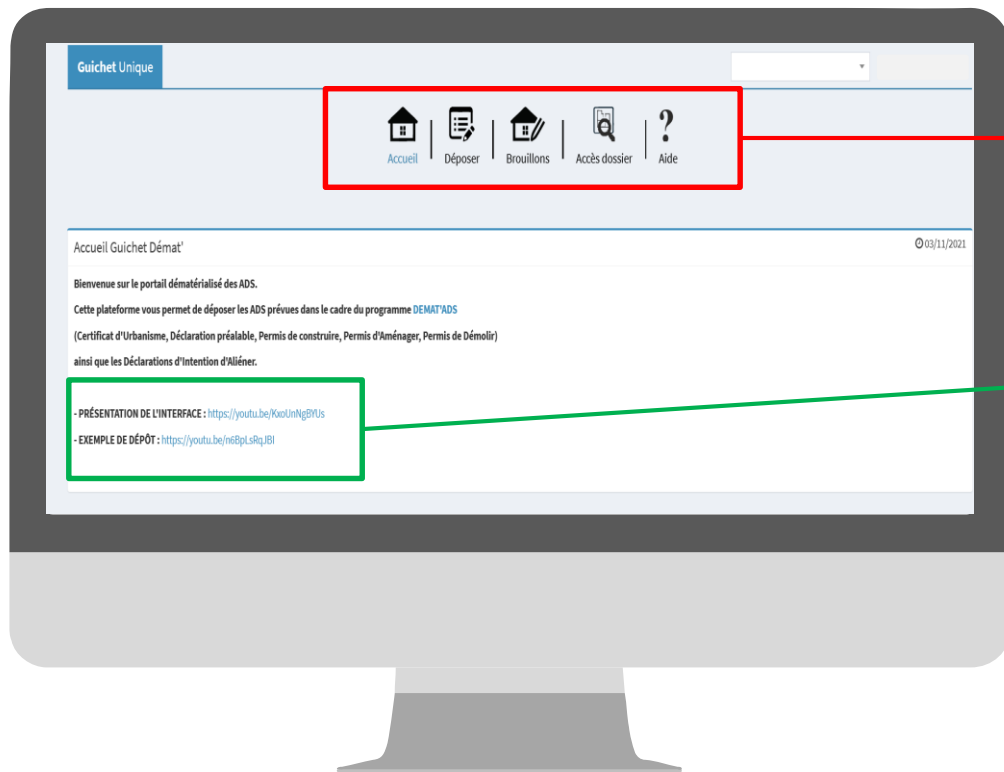 Guichet Unique
Accueil
Déposer
Brouillons
Accès dossier
?
Aide
Accueil Guichet Démat'
03/11/2021
Bienvenue sur le portail dématérialisé des ADS.
Cette plateforme vous permet de déposer les ADS prévues dans le cadre du programme DEMAT'ADS
(Certificat d'Urbanisme, Déclaration préalable, Permis de construire, Permis d'Aménager, Permis de Démolir)
ainsi que les Déclarations d'Intention d'Aliéner.
- PRÉSENTATION DE L'INTERFACE : https://youtu.be/KxoUnNgBYUs
- EXEMPLE DE DÉPÔT : https://youtu.be/n6BpLsRqJBI